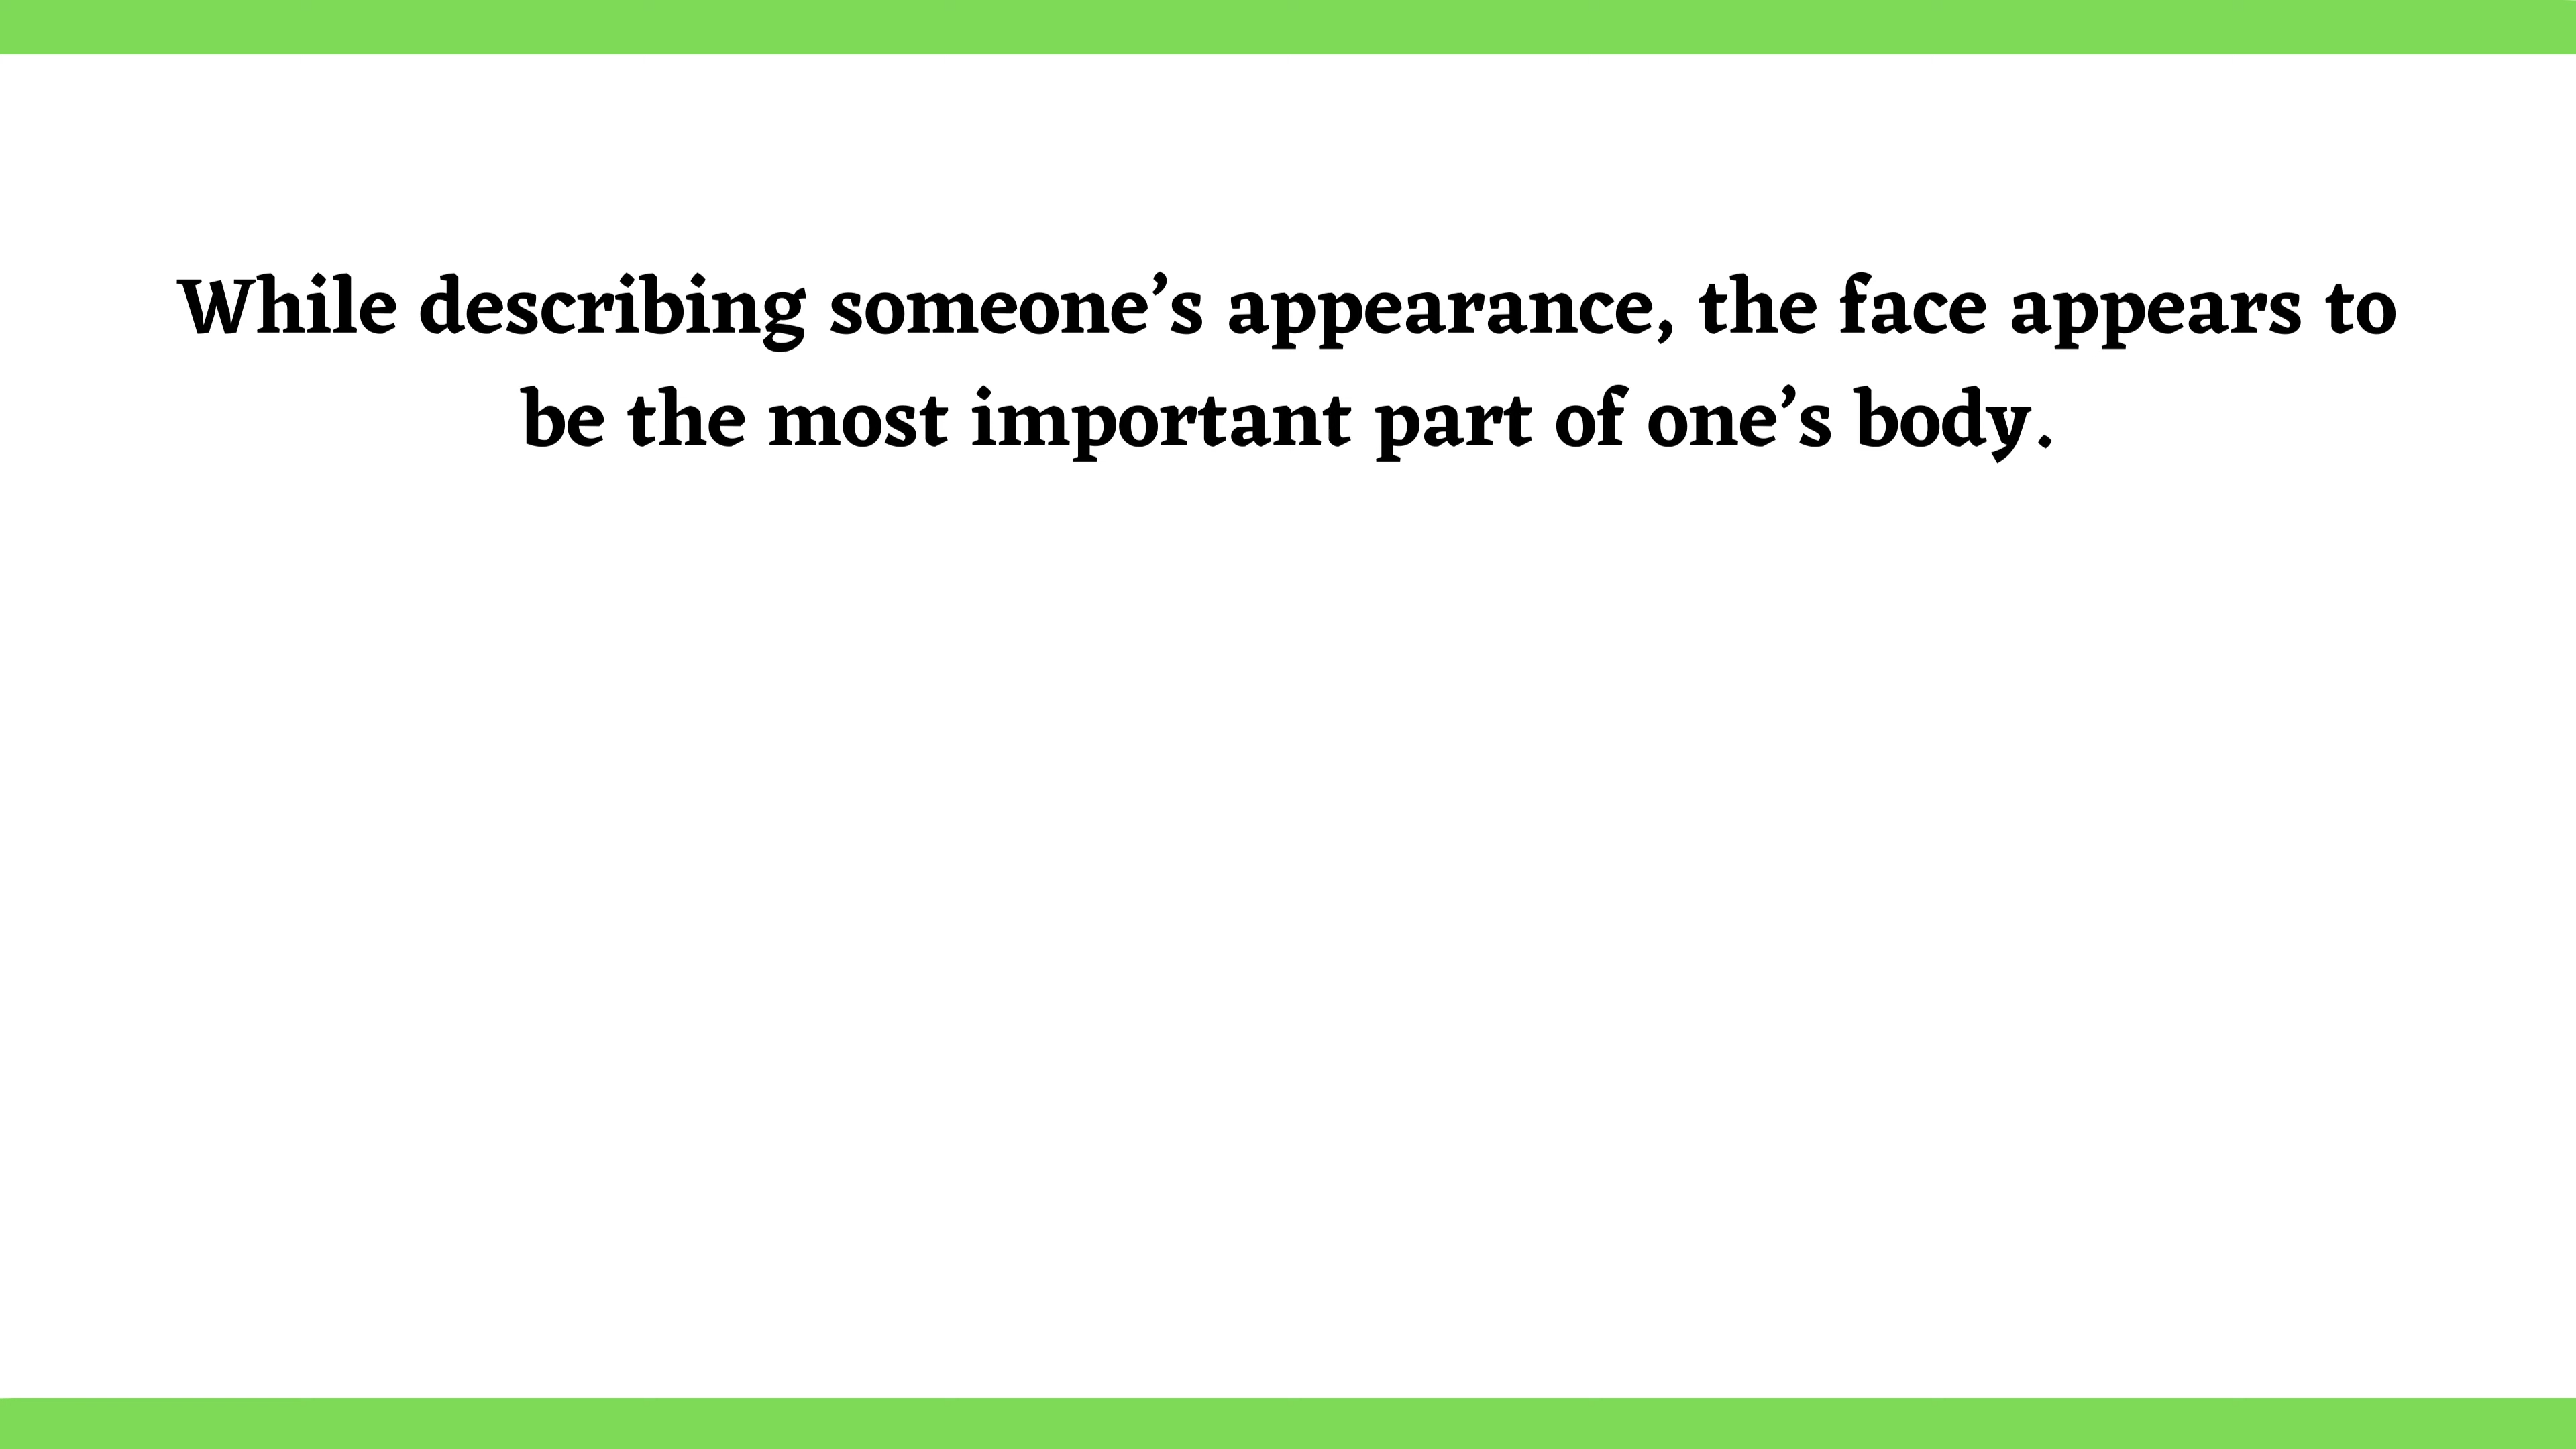 While describing someone’s appearance, the face appears to
be the most important part of one’s body.